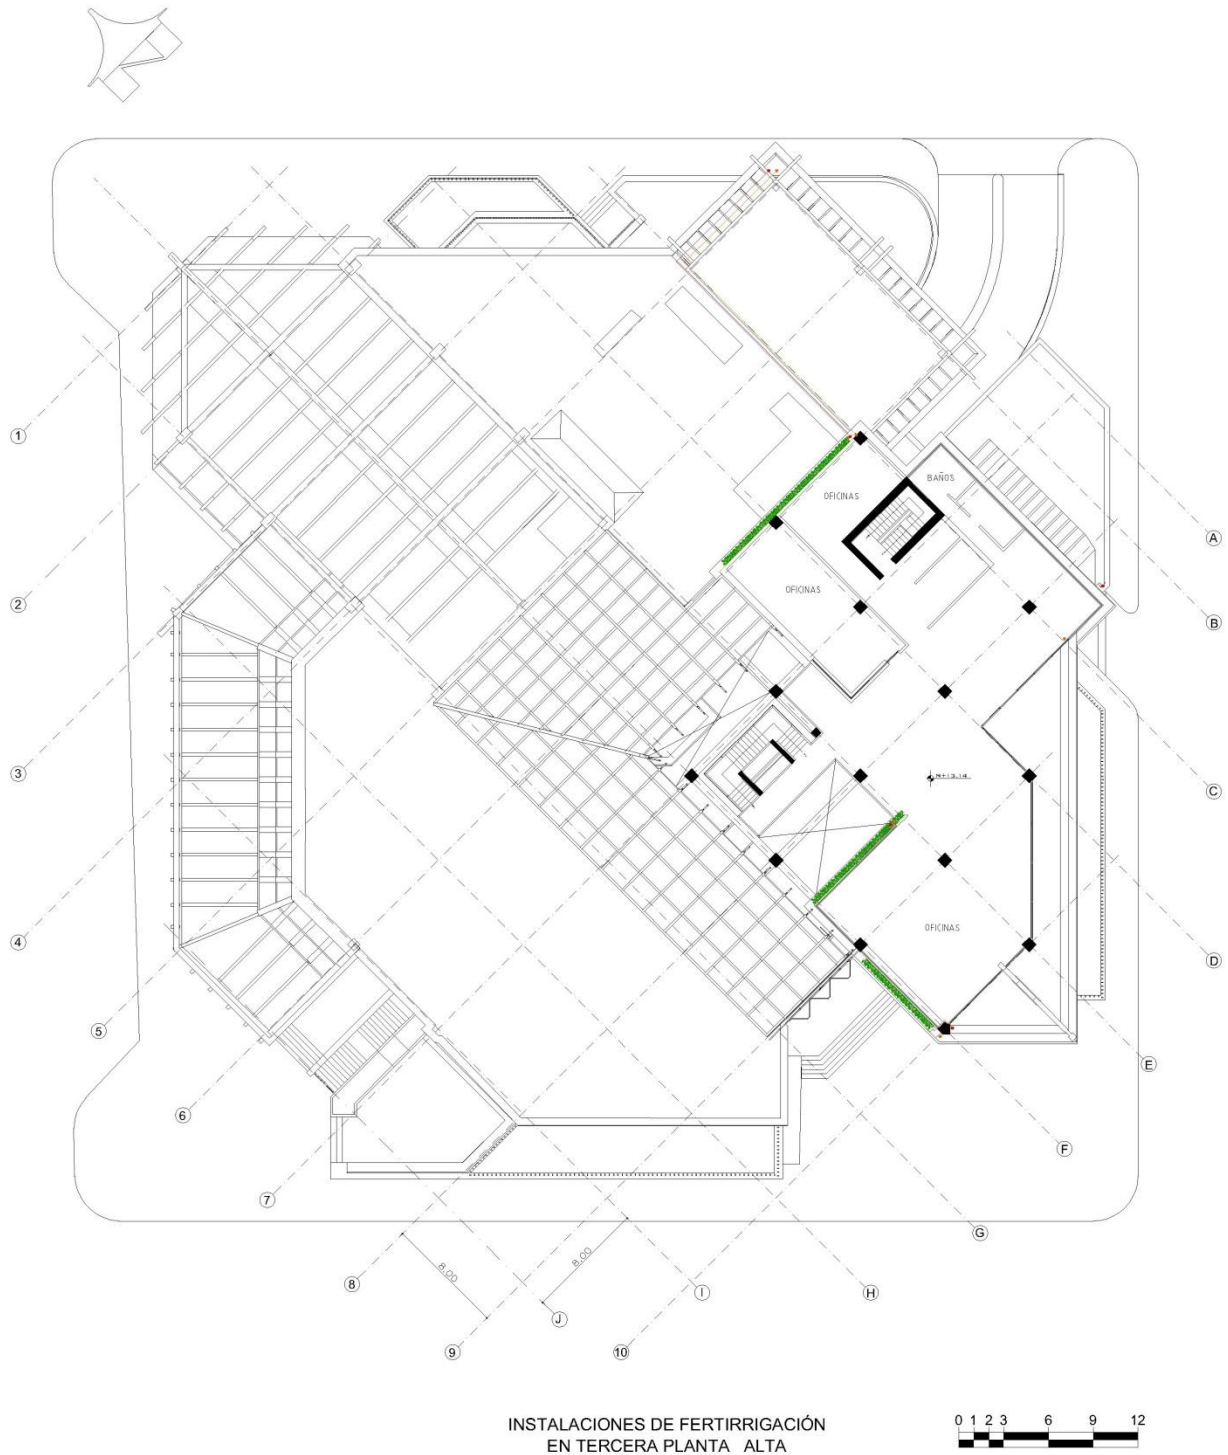 1
2
3
4
5
6
7
8
9
10
A
B
C
D
E
F
G
H
I
J
BAÑOS
OFICINAS
OFICINAS
N+13.14
OFICINAS
8.00
8.00
INSTALACIONES DE FERTIRRIGACIÓN
EN TERCERA PLANTA ALTA
0 1 2 3 6 9 12